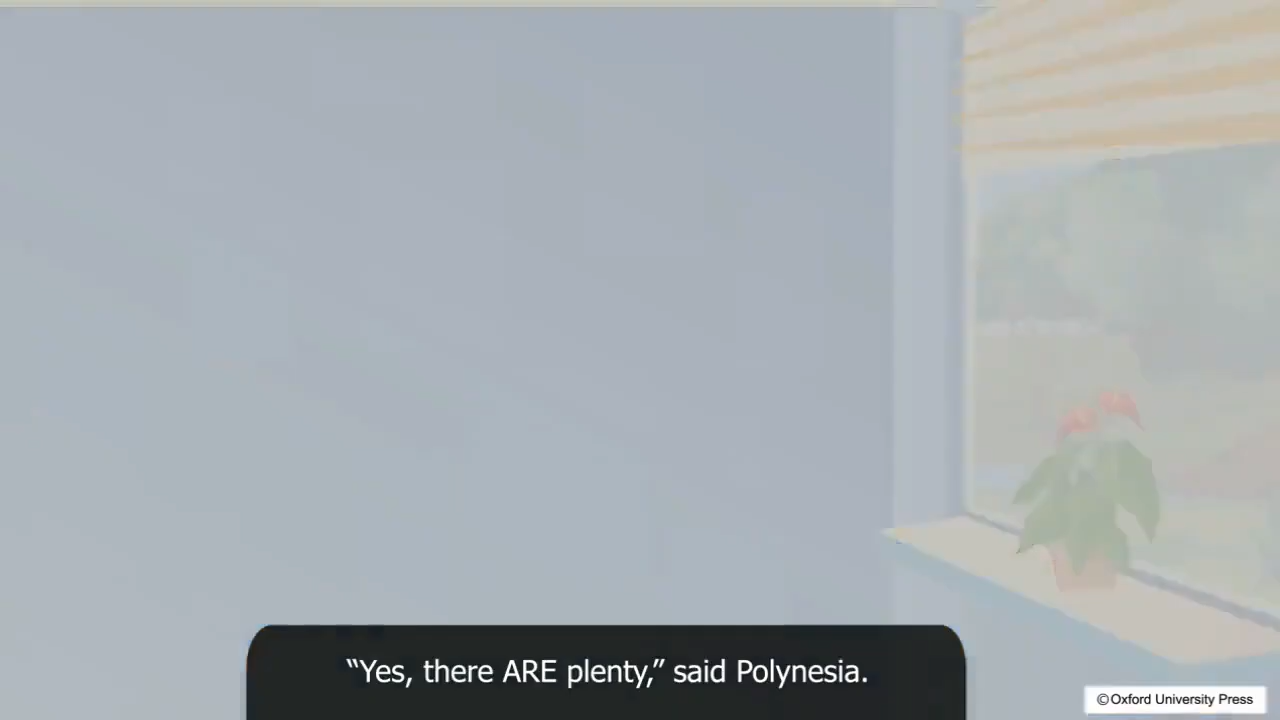 “Yes, there ARE plenty,” said Polynesia.
©Oxford University Press